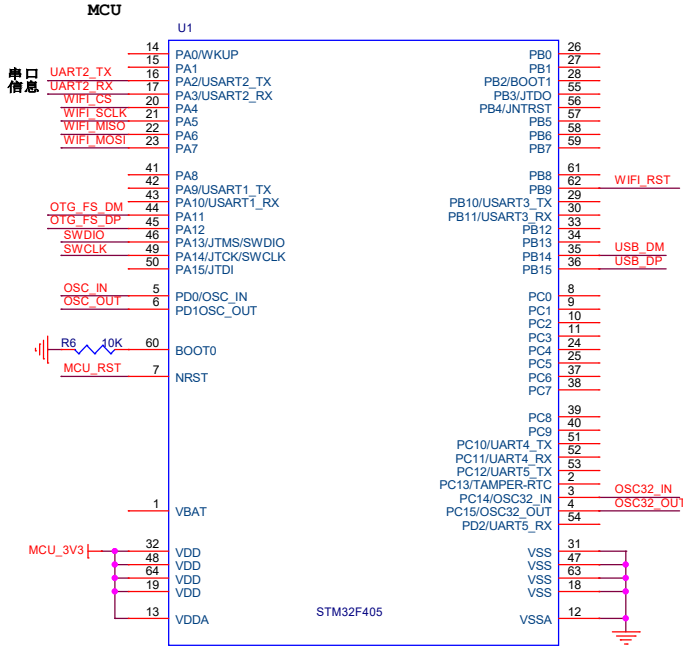 MCU
U1
串口
信息
14 PA0/WKUP
15 PA1
UART2_TX 16 PA2/USART2_TX
UART2_RX 17 PA3/USART2_RX
WIFI_CS 20 PA4
WIFI_SCLK 21 PA5
WIFI_MISO 22 PA6
WIFI_MOSI 23 PA7
41 PA8
42 PA9/USART1_TX
43 PA10/USART1_RX
OTG_FS_DM 44 PA11
OTG_FS_DP 45 PA12
SWDIO 46 PA13/JTMS/SWDIO
SWCLK 49 PA14/JTCK/SWCLK
50 PA15/JTDI
OSC_IN 5 PD0/OSC_IN
OSC_OUT 6 PD1OSC_OUT
R6 10K 60 BOOT0
MCU_RST 7 NRST
1 VBAT
MCU_3V3 32 VDD
48 VDD
64 VDD
19 VDD
13 VDDA
STM32F405
PB0 26
PB1 27
PB2/BOOT1 28
PB3/JTDO 55
PB4/JNTRST 56
PB5 57
PB6 58
PB7 59
PB8 61
PB9 62 WIFI_RST
PB10/USART3_TX 29
PB11/USART3_RX 30
PB12 33
PB13 34
PB14 35 USB_DM
PB15 36 USB_DP
PC0 8
PC1 9
PC2 10
PC3 11
PC4 24
PC5 25
PC6 37
PC7 38
PC8 39
PC9 40
PC10/UART4_TX 51
PC11/UART4_RX 52
PC12/UART5_TX 53
PC13/TAMPER-RTC 2
PC14/OSC32_IN 3 OSC32_IN
PC15/OSC32_OUT 4 OSC32_OUT
PD2/UART5_RX 54
VSS 31
VSS 47
VSS 63
VSS 18
VSSA 12